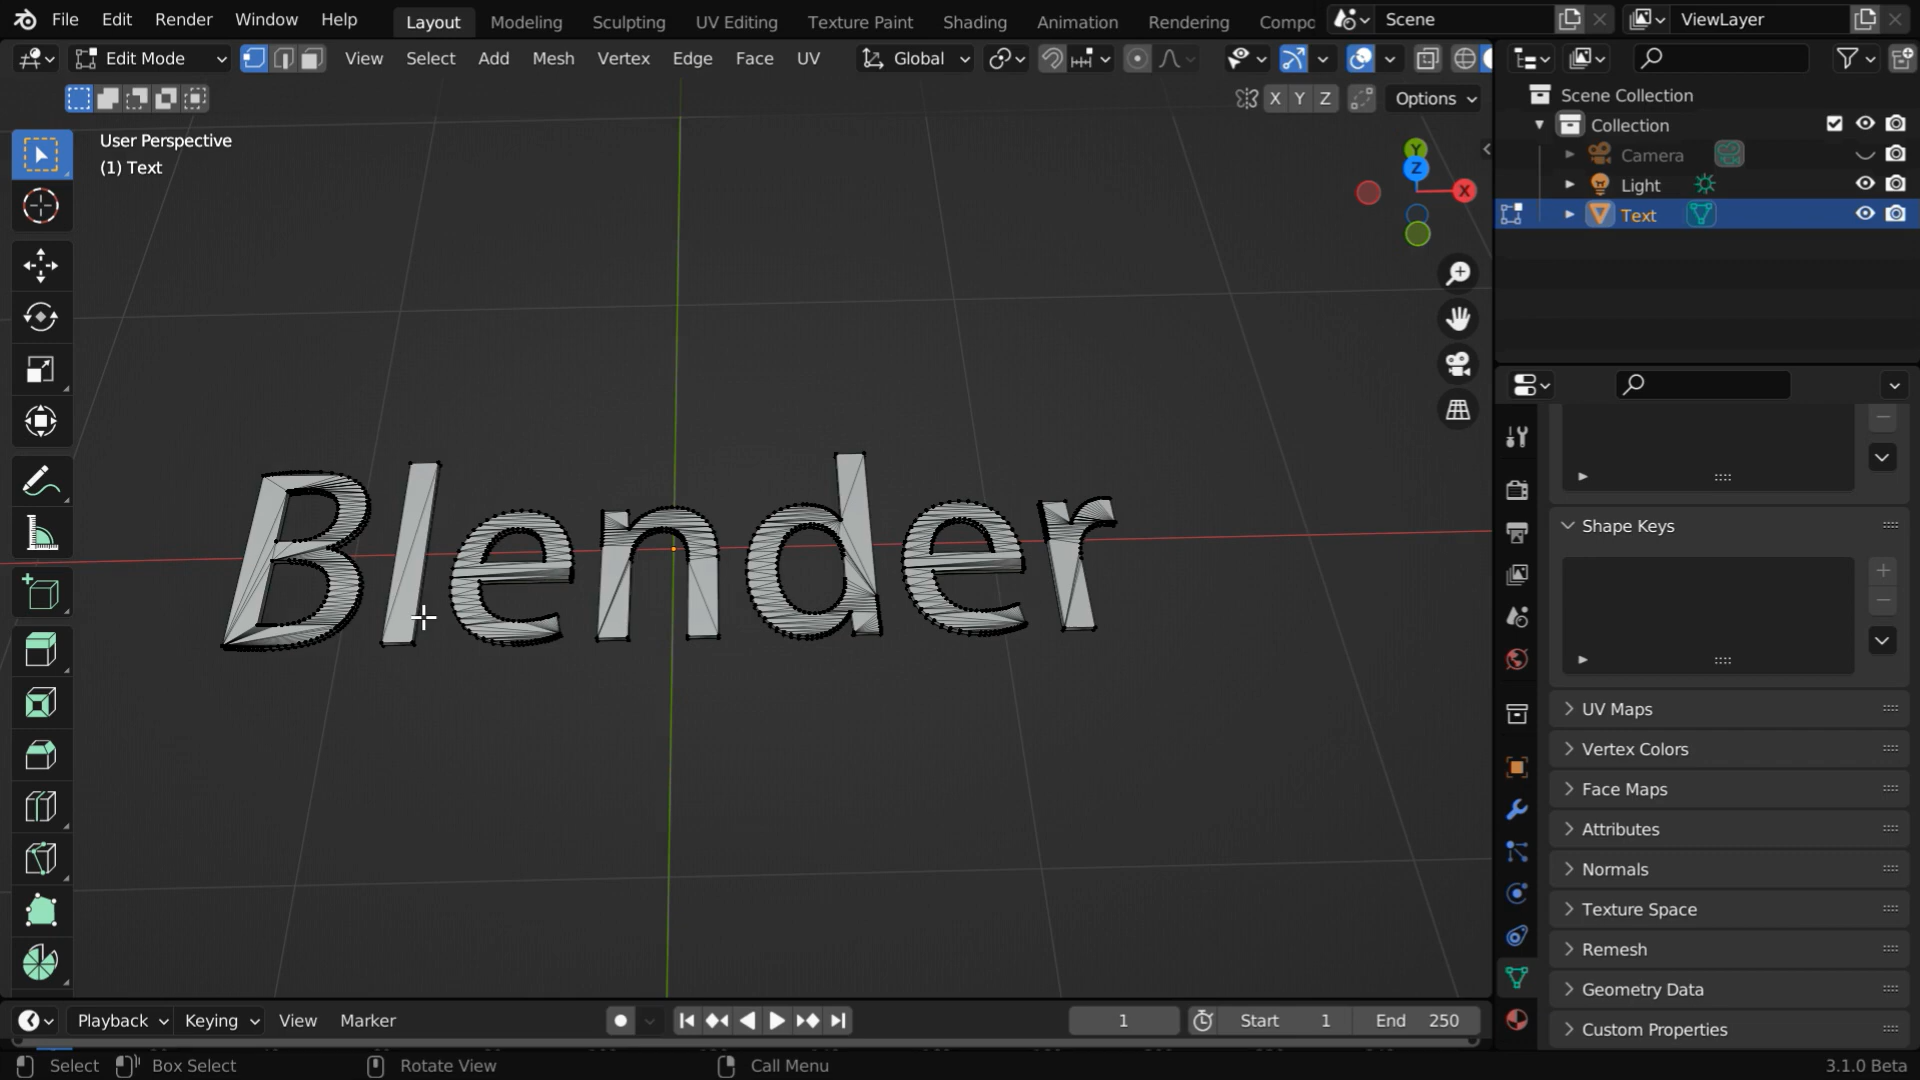 File Edit Render Window Help
Layout Modeling Sculpting UV Editing Texture Paint Shading Animation Rendering Compo
Scene
ViewLayer
Edit Mode
View Select Add Mesh Vertex Edge Face UV
Global
X Y Z
Options
User Perspective
(1) Text
Y
Z
X
Blender
Scene Collection
Collection
Camera
Light
Text
Shape Keys
UV Maps
Vertex Colors
Face Maps
Attributes
Normals
Texture Space
Remesh
Geometry Data
Custom Properties
Playback Keying View Marker
1
Start 1
End 250
Select
Box Select
Rotate View
Call Menu
3.1.0 Beta